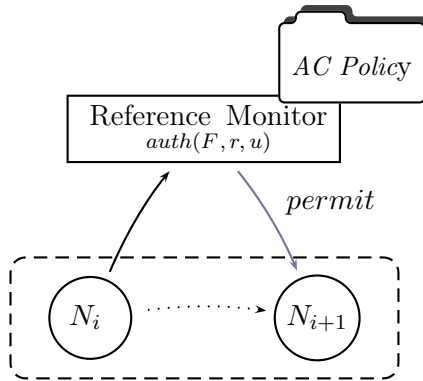 AC Policy
Reference Monitor
auth(F, r, u)
permit
N_i
N_{i+1}